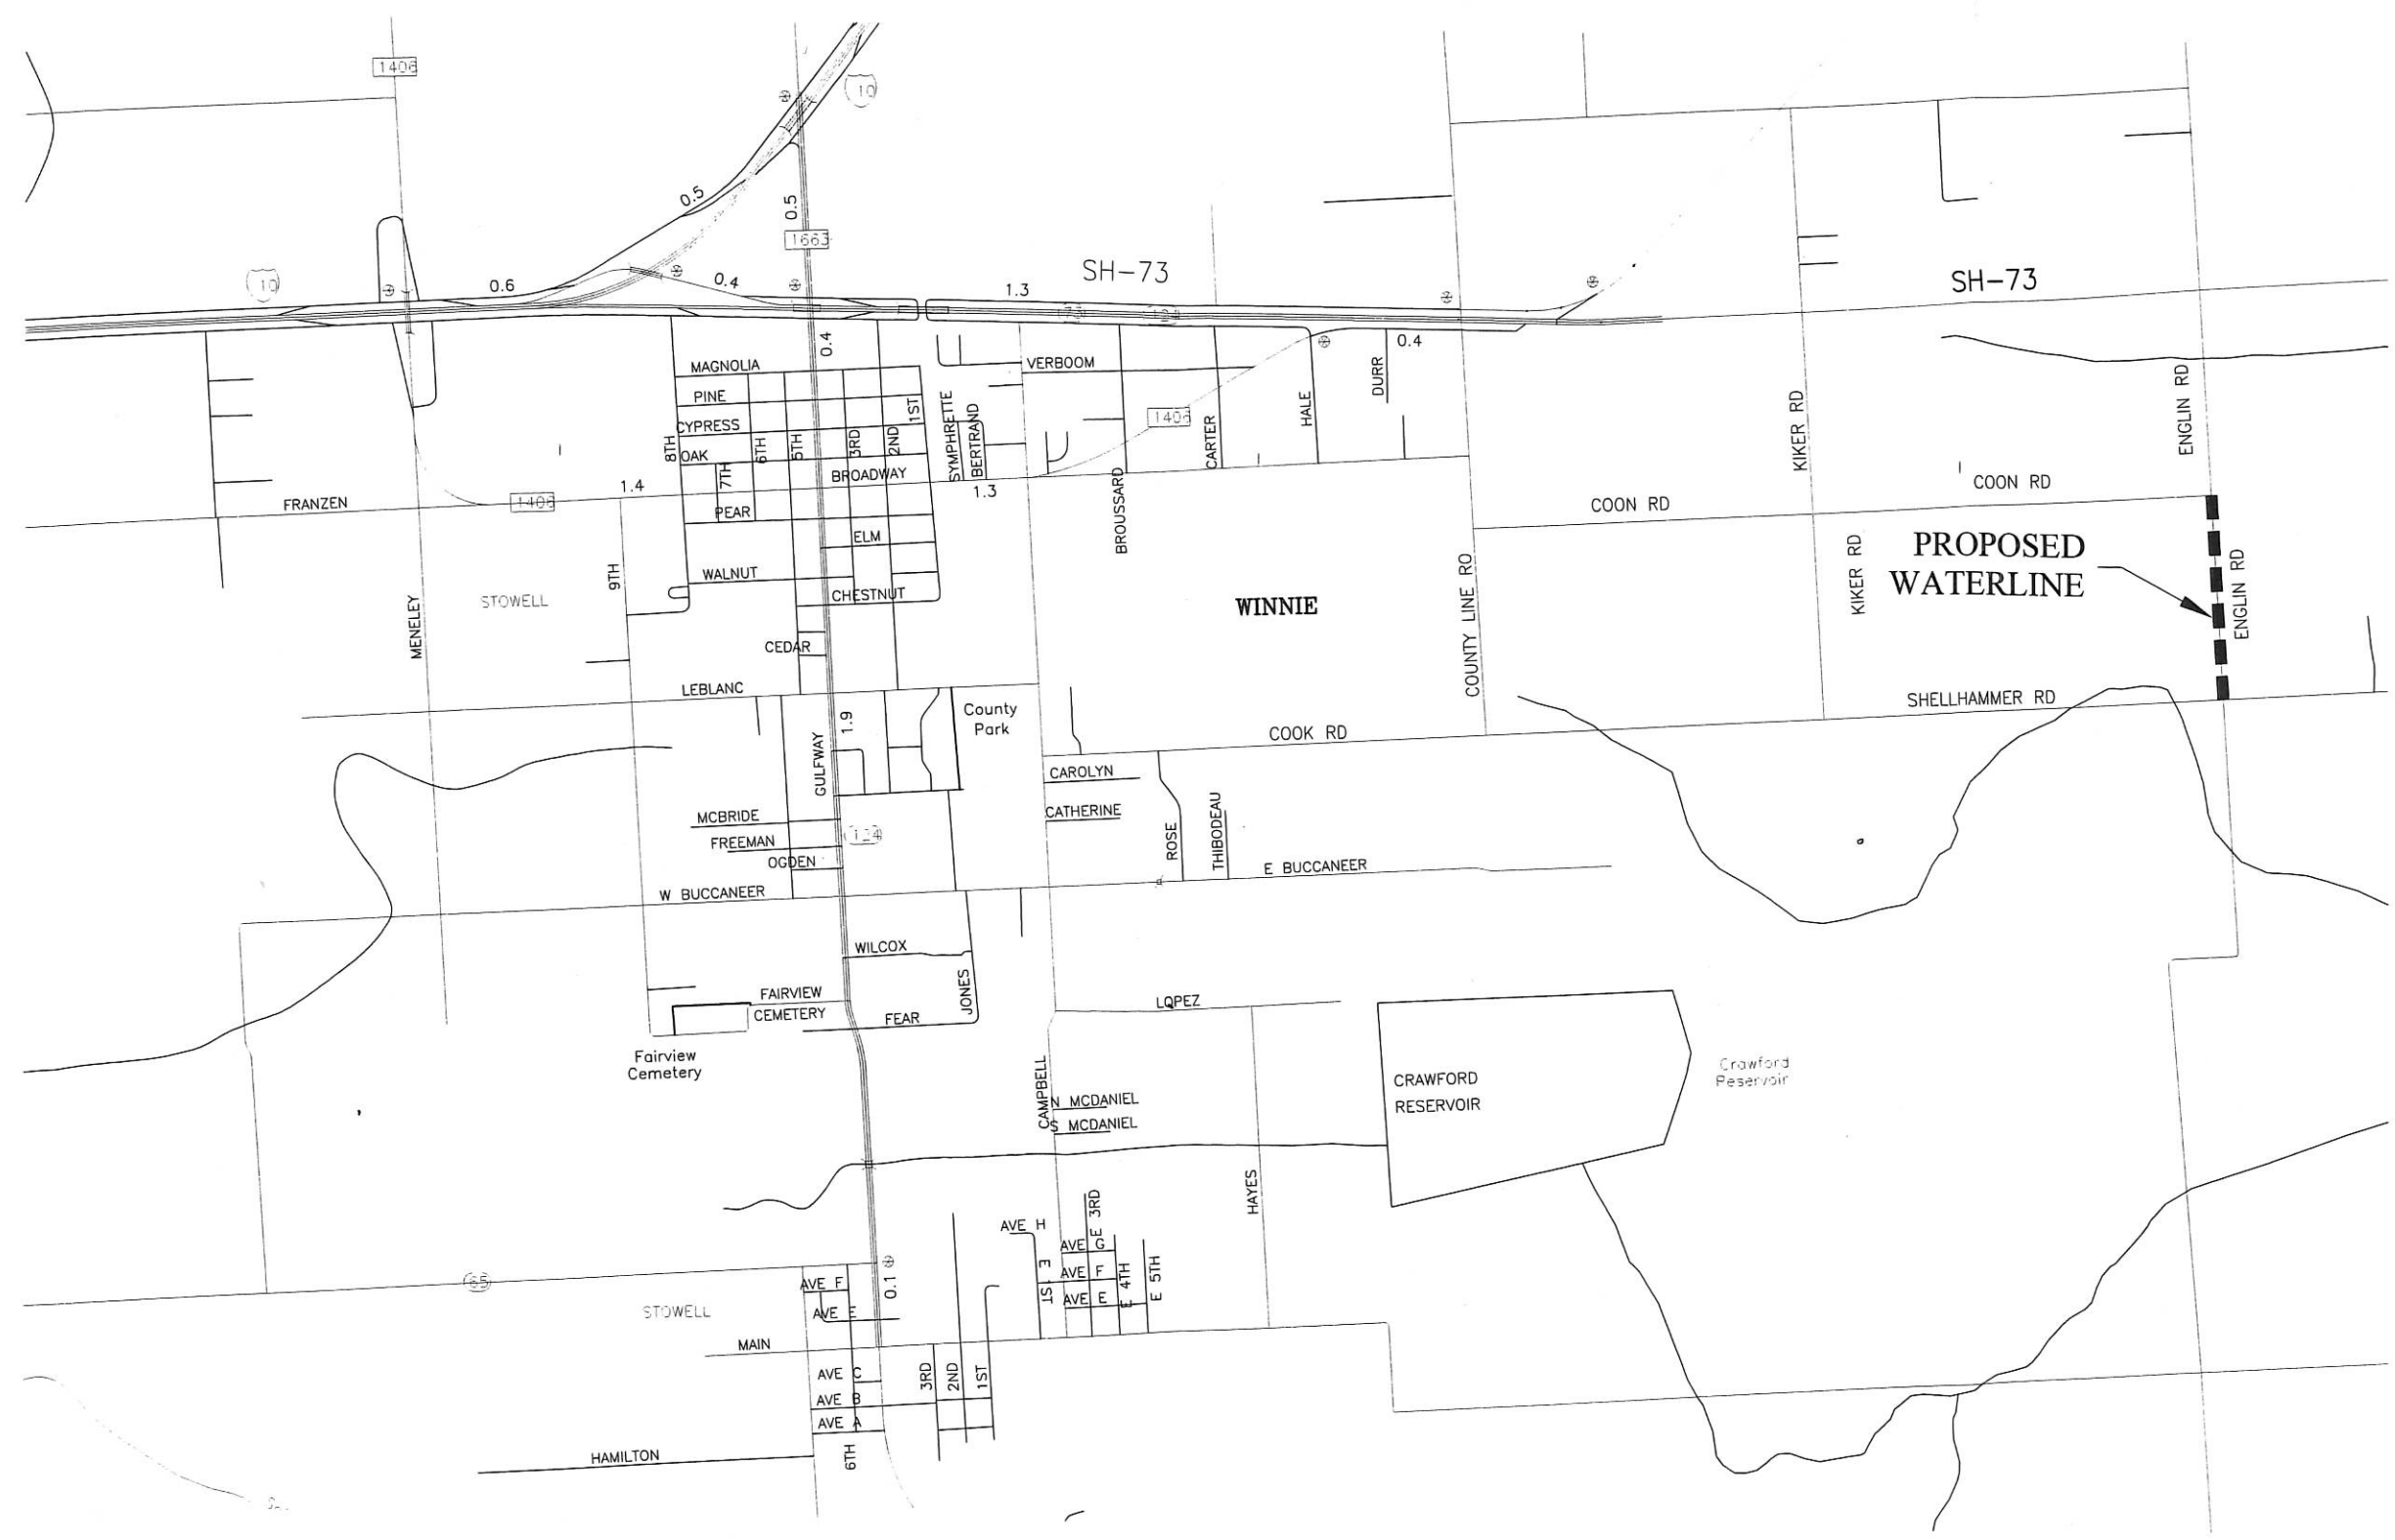 1406
10
0.5
0.5
1663
10
0.6
0.4
SH-73
1.3
SH-73
73
124
0.4
VERBOOM
0.4
MAGNOLIA
PINE
CYPRESS
OAK
8TH
7TH
6TH
5TH
3RD
2ND
1ST
SYMPHRETTE
BERTRAND
1406
BROUSSARD
CARTER
HALE
DURR
KIKER RD
ENGLIN RD
BROADWAY
1.4
1.3
FRANZEN
1406
PEAR
ELM
WALNUT
CHESTNUT
CEDAR
LEBLANC
STOWELL
9TH
MENELEY
COON RD
COON RD
WINNIE
COUNTY LINE RO
KIKER RD
PROPOSED
WATERLINE
ENGLIN RD
SHELLHAMMER RD
COOK RD
County
Park
1.9
GULFWAY
CAROLYN
CATHERINE
MCBRIDE
FREEMAN
OGDEN
124
ROSE
THIBODEAU
W BUCCANEER
E BUCCANEER
WILCOX
JONES
FAIRVIEW
CEMETERY
FEAR
Fairview
Cemetery
LOPEZ
CAMPBELL
N MCDANIEL
S MCDANIEL
CRAWFORD
RESERVOIR
Crawford
Peservoir
HAYES
AVE H
E 3RD
AVE G
AVE F
AVE E
E 1ST
E 4TH
E 5TH
65
STOWELL
AVE F
AVE E
0.1
MAIN
AVE C
AVE B
AVE A
3RD
2ND
1ST
HAMILTON
6TH